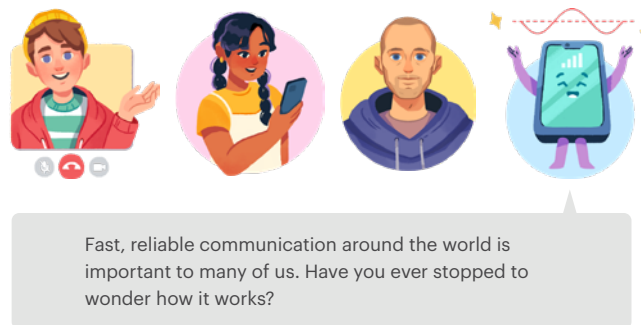 Fast, reliable communication around the world is
important to many of us. Have you ever stopped to
wonder how it works?